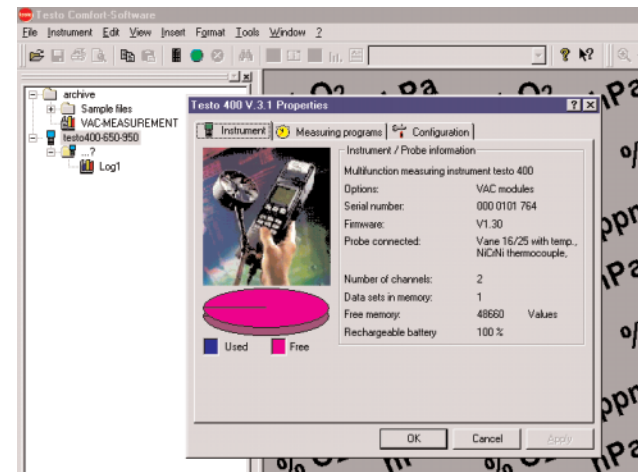 Testo Comfort-Software
File Instrument Edit View Insert Format Tools Window ?
archive
Sample files
VAC-MEASUREMENT
testo400-650-950
...?
Log1
Testo 400 V.3.1 Properties
Instrument Measuring programs Configuration
Instrument / Probe information
Multifunction measuring instrument testo 400
Options: VAC modules
Serial number: 000 0101 764
Firmware: V1.30
Probe connected: Vane 16/25 with temp.,
NiCrNi thermocouple,
Number of channels: 2
Data sets in memory: 1
Free memory: 48660 Values
Rechargeable battery 100 %
Used Free
OK Cancel Apply